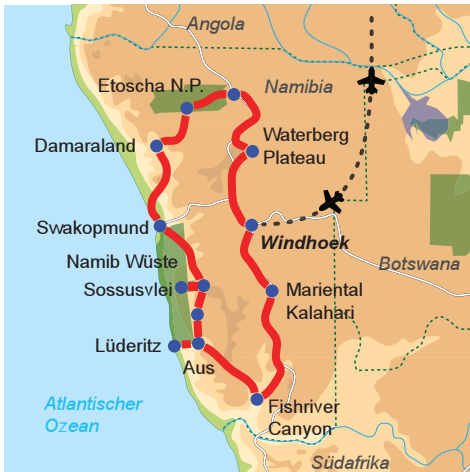 Angola
Etoscha N.P.
Namibia
Waterberg
Plateau
Damaraland
Swakopmund
Windhoek
Namib Wüste
Botswana
Sossusvlei
Mariental
Kalahari
Lüderitz
Aus
Atlantischer
Ozean
Fishriver
Canyon
Südafrika